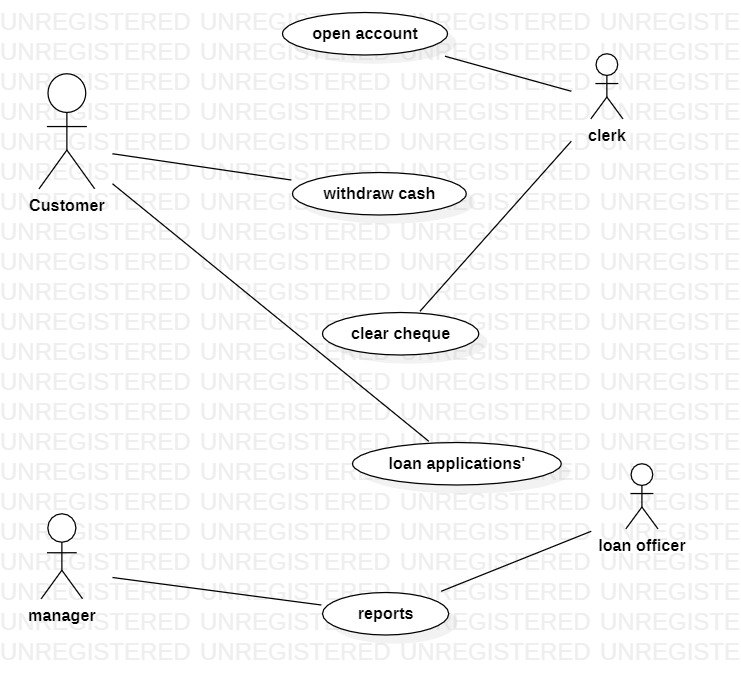 open account
clerk
Customer
withdraw cash
clear cheque
loan applications'
loan officer
manager
reports
UNREGISTERED UNREGISTERED UNREGISTERED UNREGISTE